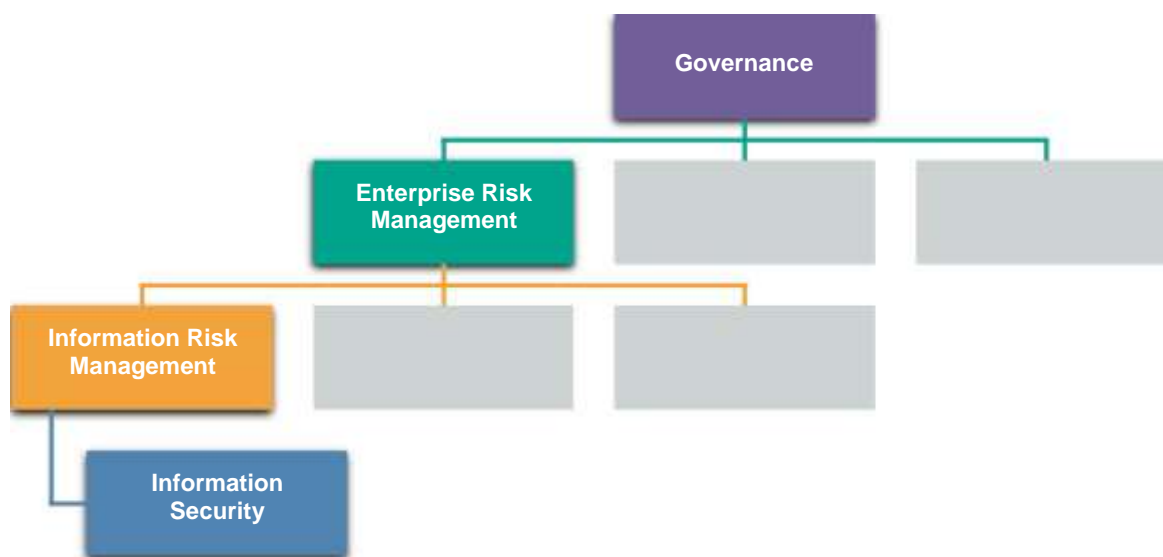 Governance
Enterprise Risk
Management
Information Risk
Management
Information
Security